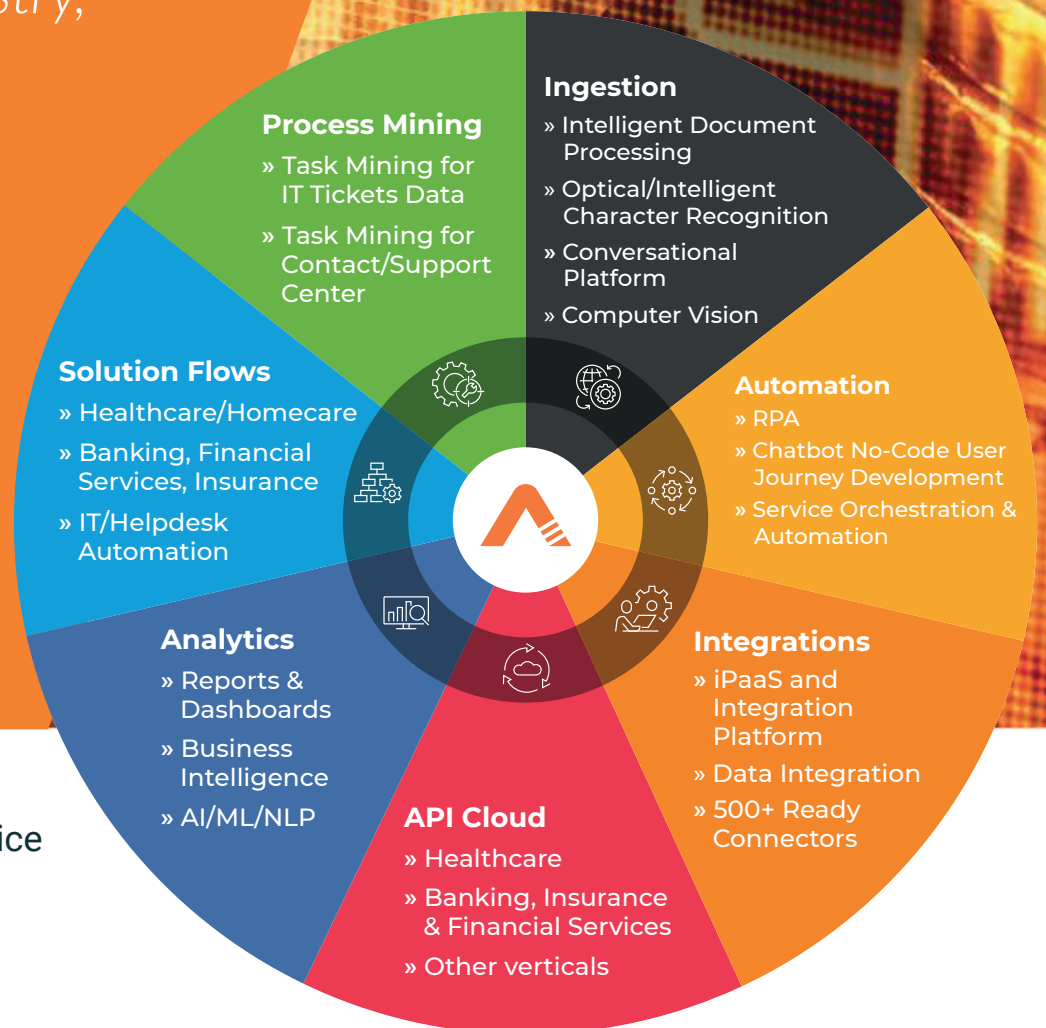 stry,
Process Mining
» Task Mining for
IT Tickets Data
» Task Mining for
Contact/Support
Center
Ingestion
» Intelligent Document
Processing
» Optical/Intelligent
Character Recognition
» Conversational
Platform
» Computer Vision
Automation
» RPA
» Chatbot No-Code User
Journey Development
» Service Orchestration &
Automation
Integrations
» iPaaS and
Integration
Platform
» Data Integration
» 500+ Ready
Connectors
API Cloud
» Healthcare
» Banking, Insurance
& Financial Services
» Other verticals
Analytics
» Reports &
Dashboards
» Business
Intelligence
» AI/ML/NLP
Solution Flows
» Healthcare/Homecare
» Banking, Financial
Services, Insurance
» IT/Helpdesk
Automation
ice